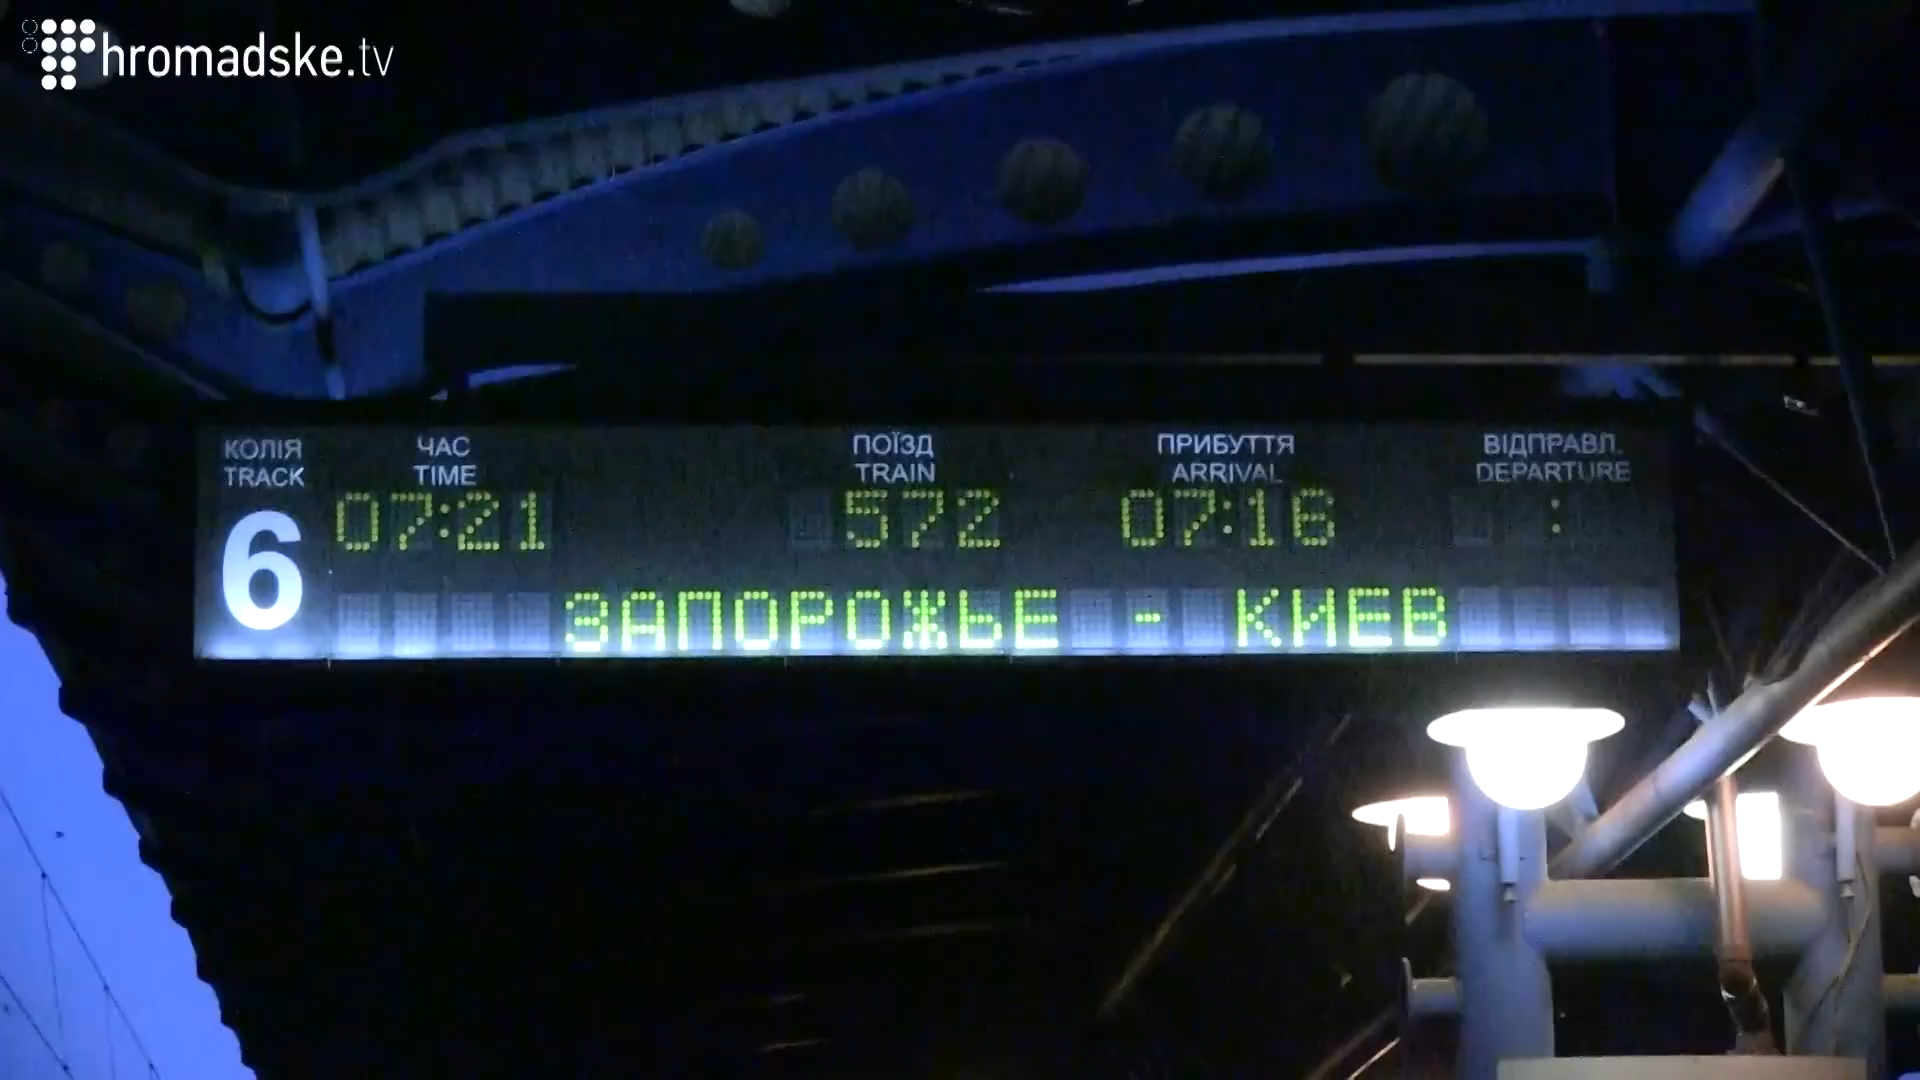 hromadske.tv
КОЛІЯ ЧАС ПОЇЗД ПРИБУТТЯ ВІДПРАВЛ.
TRACK TIME TRAIN ARRIVAL DEPARTURE
6 07:21 572 07:16 :
ЗАПОРОЖЬЕ - КИЕВ